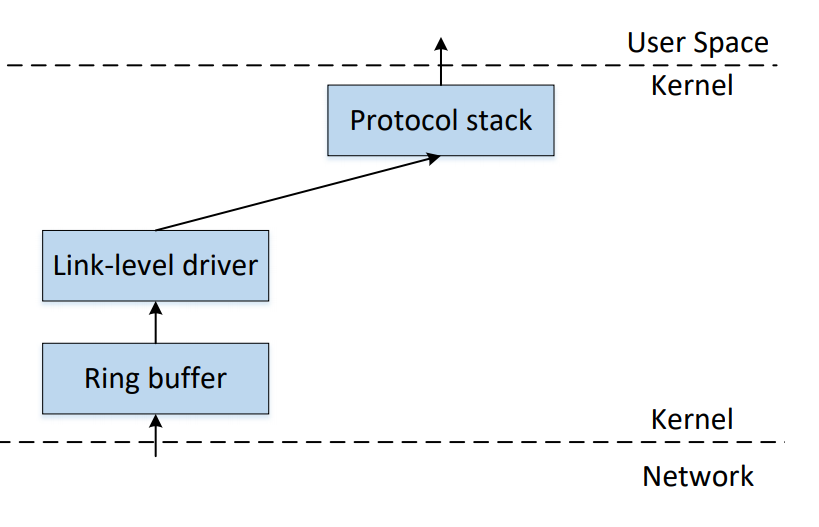 User Space
Kernel
Protocol stack
Link-level driver
Ring buffer
Kernel
Network